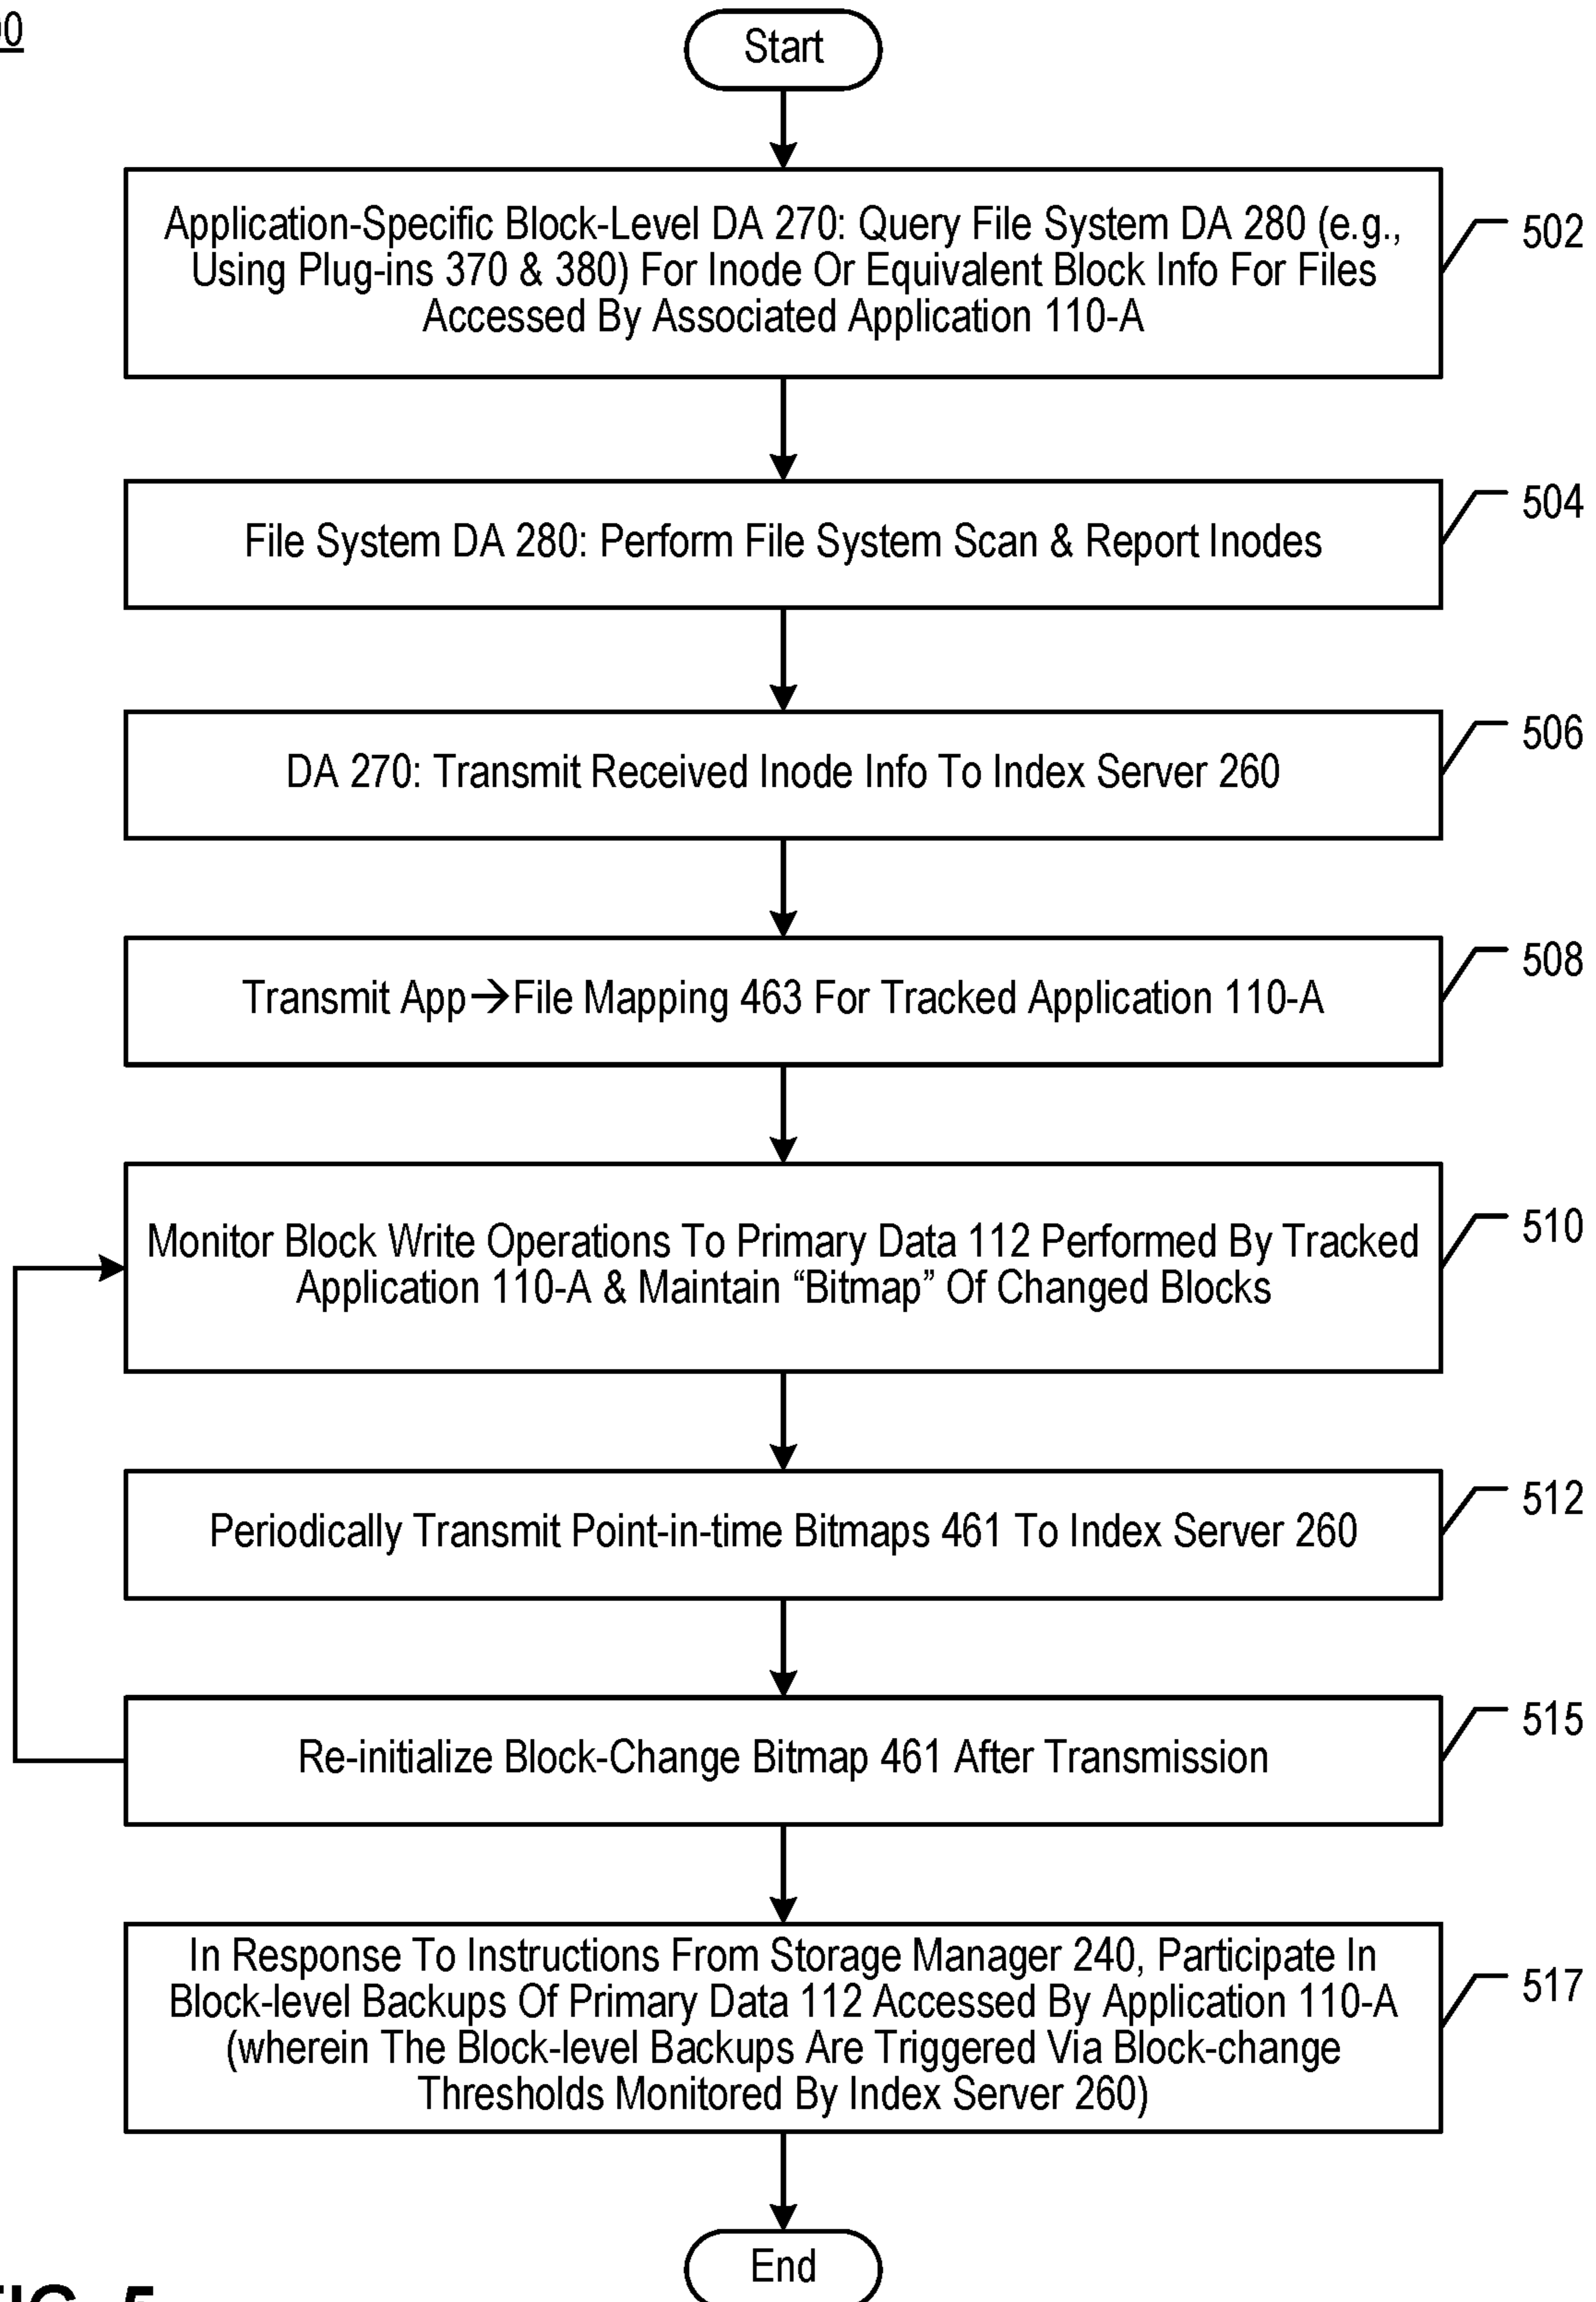 Start
Application-Specific Block-Level DA 270: Query File System DA 280 (e.g.,
Using Plug-ins 370 & 380) For Inode Or Equivalent Block Info For Files
Accessed By Associated Application 110-A
502
File System DA 280: Perform File System Scan & Report Inodes
504
DA 270: Transmit Received Inode Info To Index Server 260
506
Transmit App→File Mapping 463 For Tracked Application 110-A
508
Monitor Block Write Operations To Primary Data 112 Performed By Tracked
Application 110-A & Maintain “Bitmap” Of Changed Blocks
510
Periodically Transmit Point-in-time Bitmaps 461 To Index Server 260
512
Re-initialize Block-Change Bitmap 461 After Transmission
515
In Response To Instructions From Storage Manager 240, Participate In
Block-level Backups Of Primary Data 112 Accessed By Application 110-A
(wherein The Block-level Backups Are Triggered Via Block-change
Thresholds Monitored By Index Server 260)
517
End